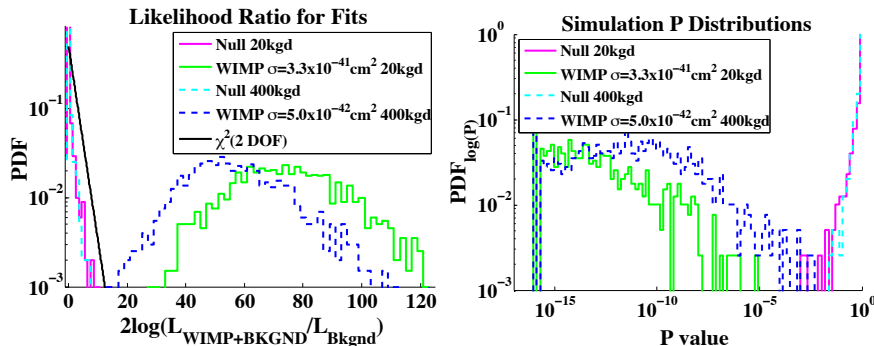 Likelihood Ratio for Fits
Null 20kgd
WIMP σ=3.3x10⁻⁴¹cm² 20kgd
Null 400kgd
WIMP σ=5.0x10⁻⁴²cm² 400kgd
χ²(2 DOF)
PDF
10⁻¹
10⁻²
10⁻³
0 20 40 60 80 100 120
2log(L_WIMP+BKGND/L_Bkgnd)
Simulation P Distributions
Null 20kgd
WIMP σ=3.3x10⁻⁴¹cm² 20kgd
Null 400kgd
WIMP σ=5.0x10⁻⁴²cm² 400kgd
PDF_log(P)
10⁰
10⁻¹
10⁻²
10⁻³
10⁻¹⁵ 10⁻¹⁰ 10⁻⁵ 10⁰
P value